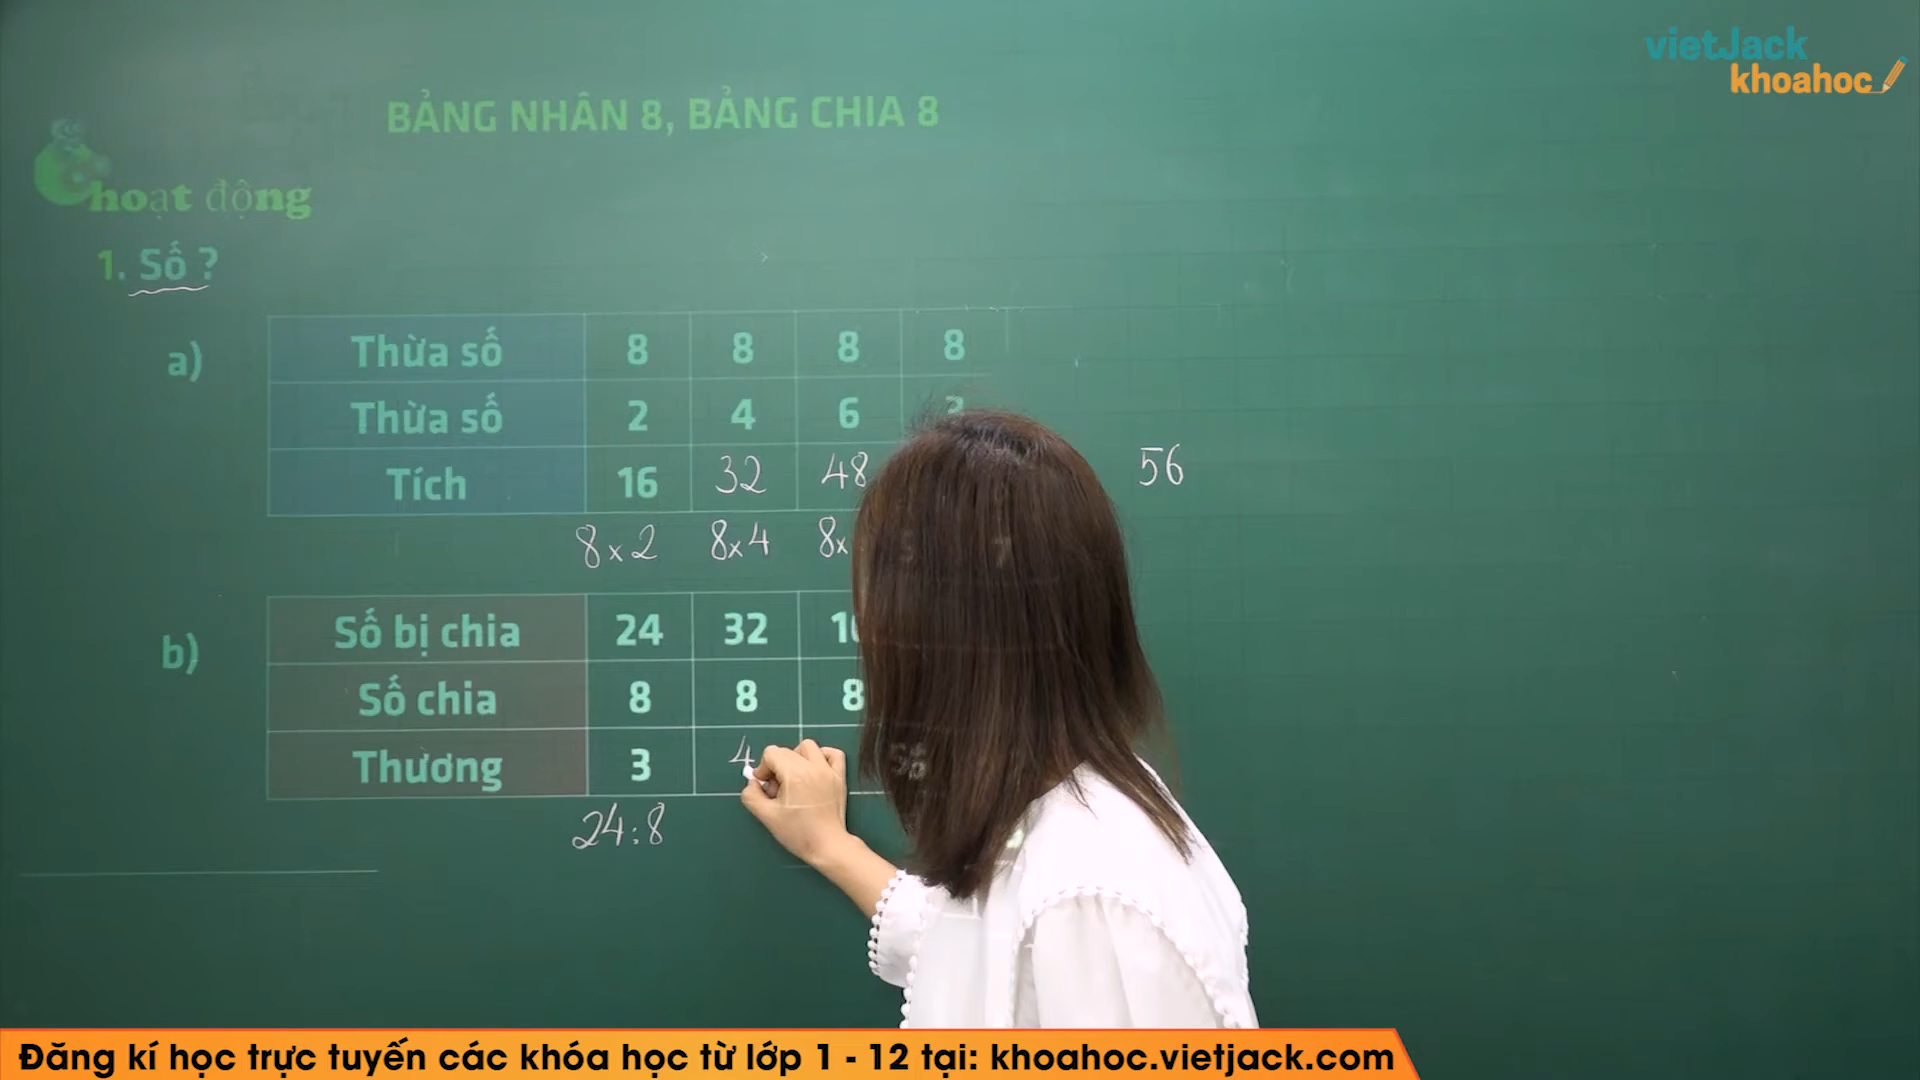 vietJack
khoahoc
BẢNG NHÂN 8, BẢNG CHIA 8
hoạt động
1. Số ?
a)
Thừa số 8 8 8 8
Thừa số 2 4 6
Tích 16 32 48 56
8x2 8x4 8x
b)
Số bị chia 24 32
Số chia 8 8 8
Thương 3 4
24:8
Đăng kí học trực tuyến các khóa học từ lớp 1 - 12 tại: khoahoc.vietjack.com